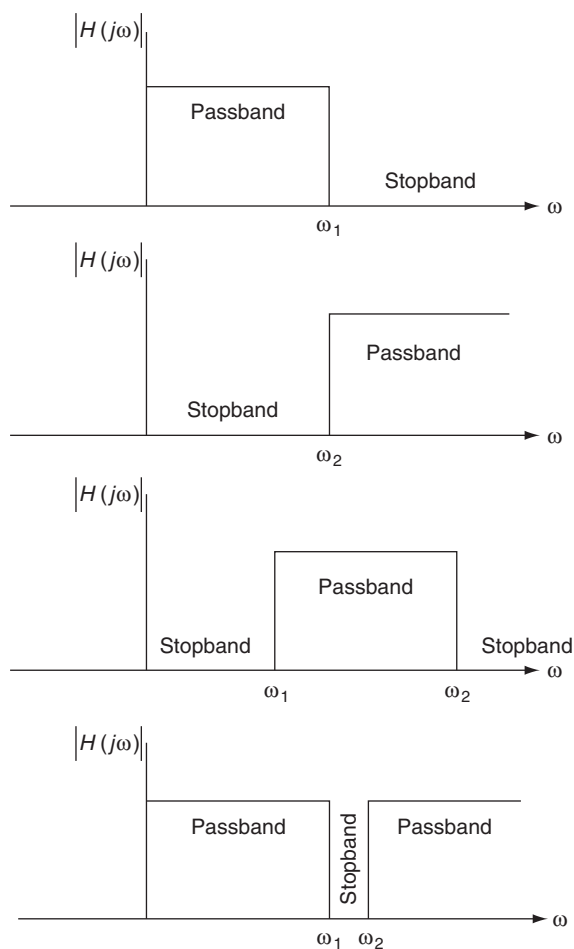 |H(jω)|
Passband
Stopband
ω
ω1
|H(jω)|
Passband
Stopband
ω
ω2
|H(jω)|
Passband
Stopband
Stopband
ω
ω1
ω2
|H(jω)|
Passband
Stopband
Passband
ω
ω1
ω2